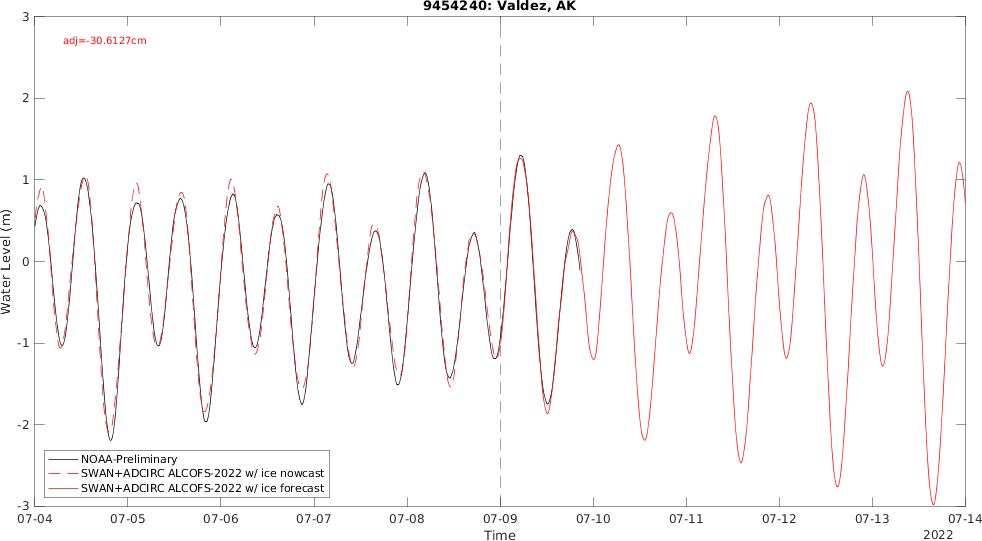 9454240: Valdez, AK
adj=-30.6127cm
3
2
1
0
-1
-2
-3
Water Level (m)
NOAA-Preliminary
SWAN+ADCIRC ALCOFS-2022 w/ ice nowcast
SWAN+ADCIRC ALCOFS-2022 w/ ice forecast
07-04 07-05 07-06 07-07 07-08 07-09 07-10 07-11 07-12 07-13 07-14
Time
2022